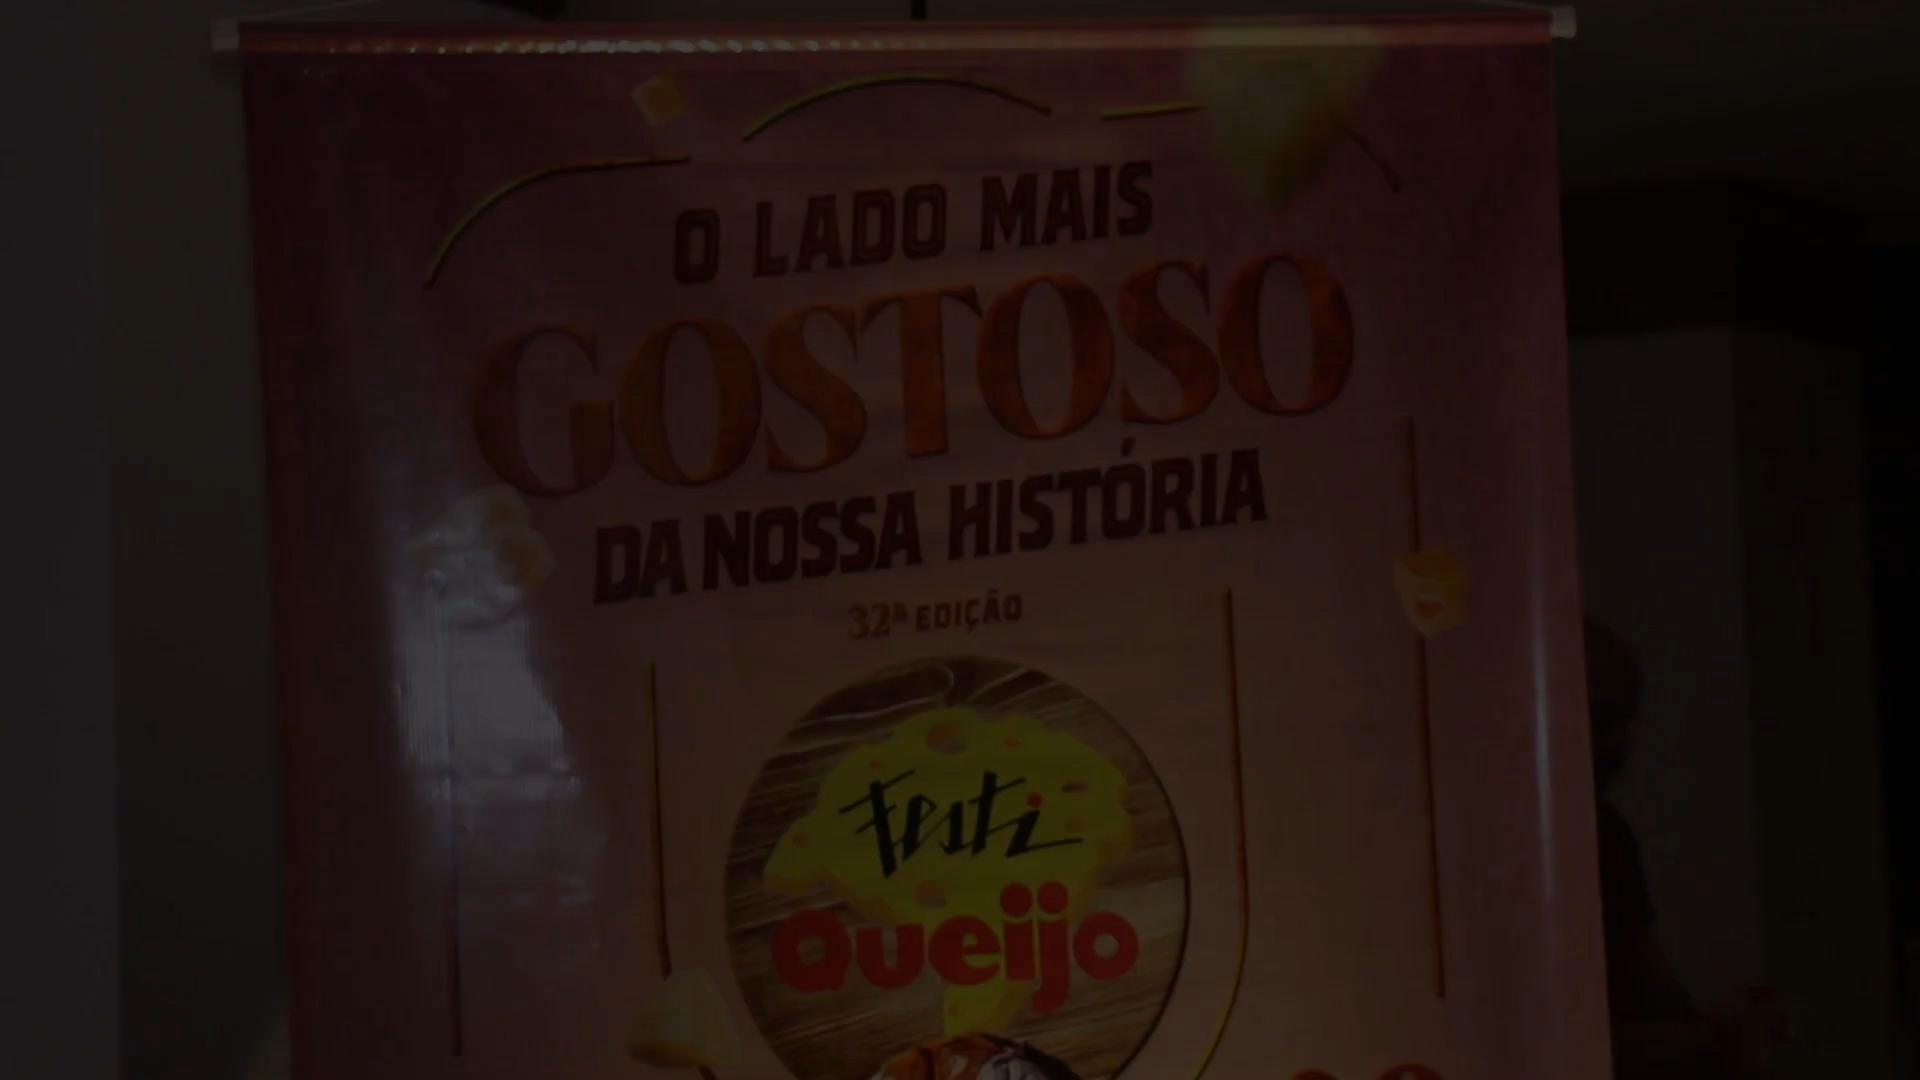 O LADO MAIS
GOSTOSO
DA NOSSA HISTÓRIA
32ª EDIÇÃO
Festi
Queijo